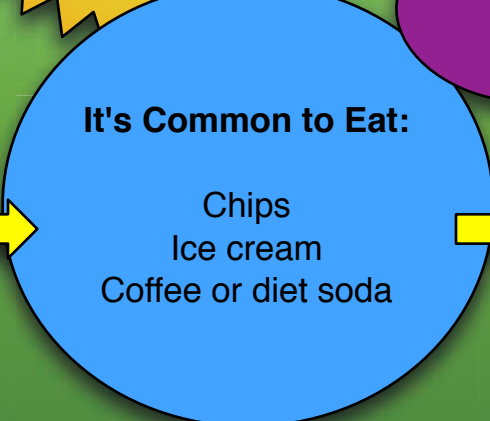 It's Common to Eat:
Chips
Ice cream
Coffee or diet soda